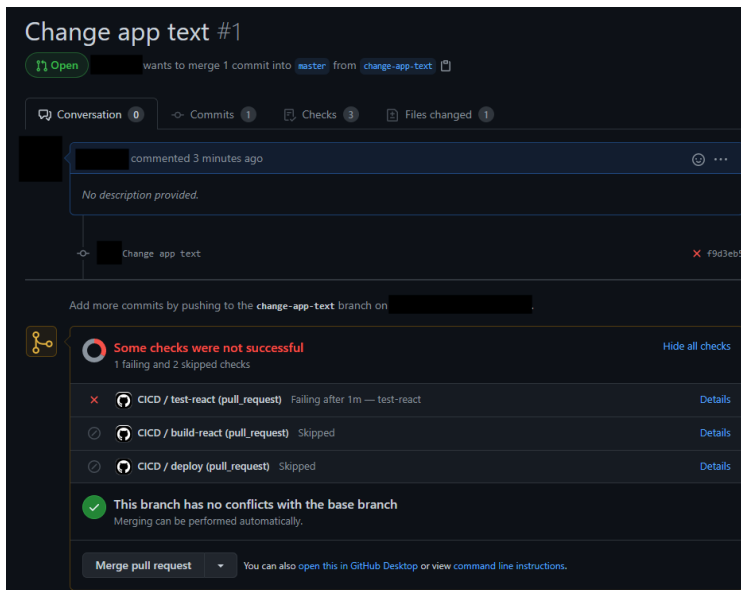 Change app text #1
Open wants to merge 1 commit into master from change-app-text
Conversation 0 Commits 1 Checks 3 Files changed 1
commented 3 minutes ago
No description provided.
Change app text f9d3eb5
Add more commits by pushing to the change-app-text branch on .
Some checks were not successful
Hide all checks
1 failing and 2 skipped checks
CICD / test-react (pull_request) Failing after 1m — test-react Details
CICD / build-react (pull_request) Skipped Details
CICD / deploy (pull_request) Skipped Details
This branch has no conflicts with the base branch
Merging can be performed automatically.
Merge pull request You can also open this in GitHub Desktop or view command line instructions.